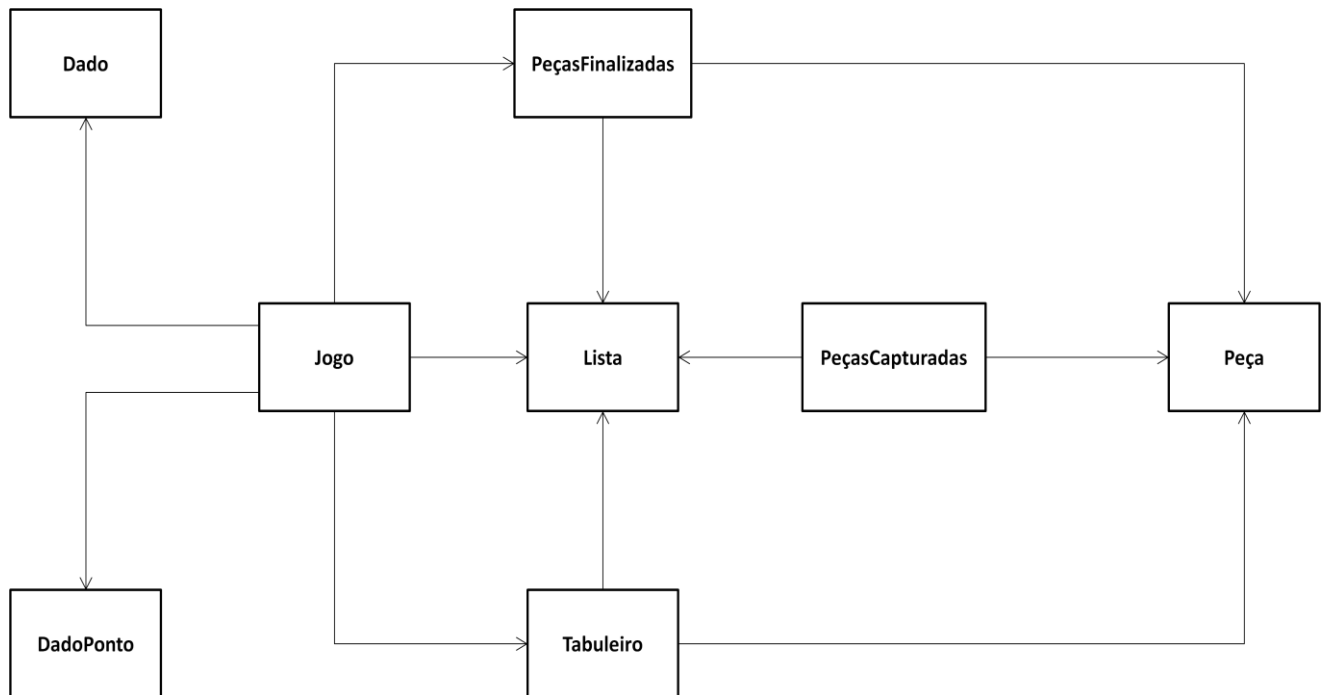 Dado
PeçasFinalizadas
Jogo
Lista
PeçasCapturadas
Peça
DadoPonto
Tabuleiro